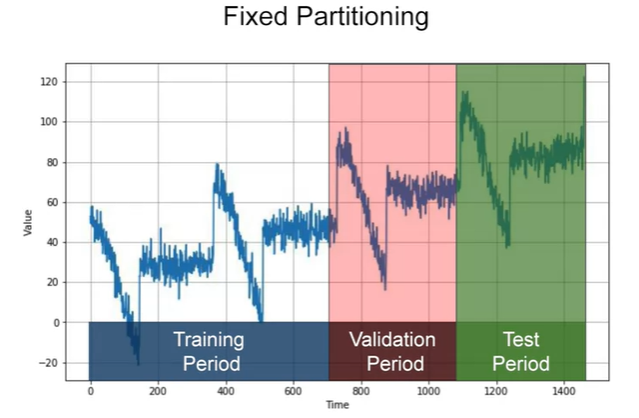 Fixed Partitioning
120
100
80
60
40
20
0
−20
Value
Training
Period
Validation
Period
Test
Period
0 200 400 600 800 1000 1200 1400
Time